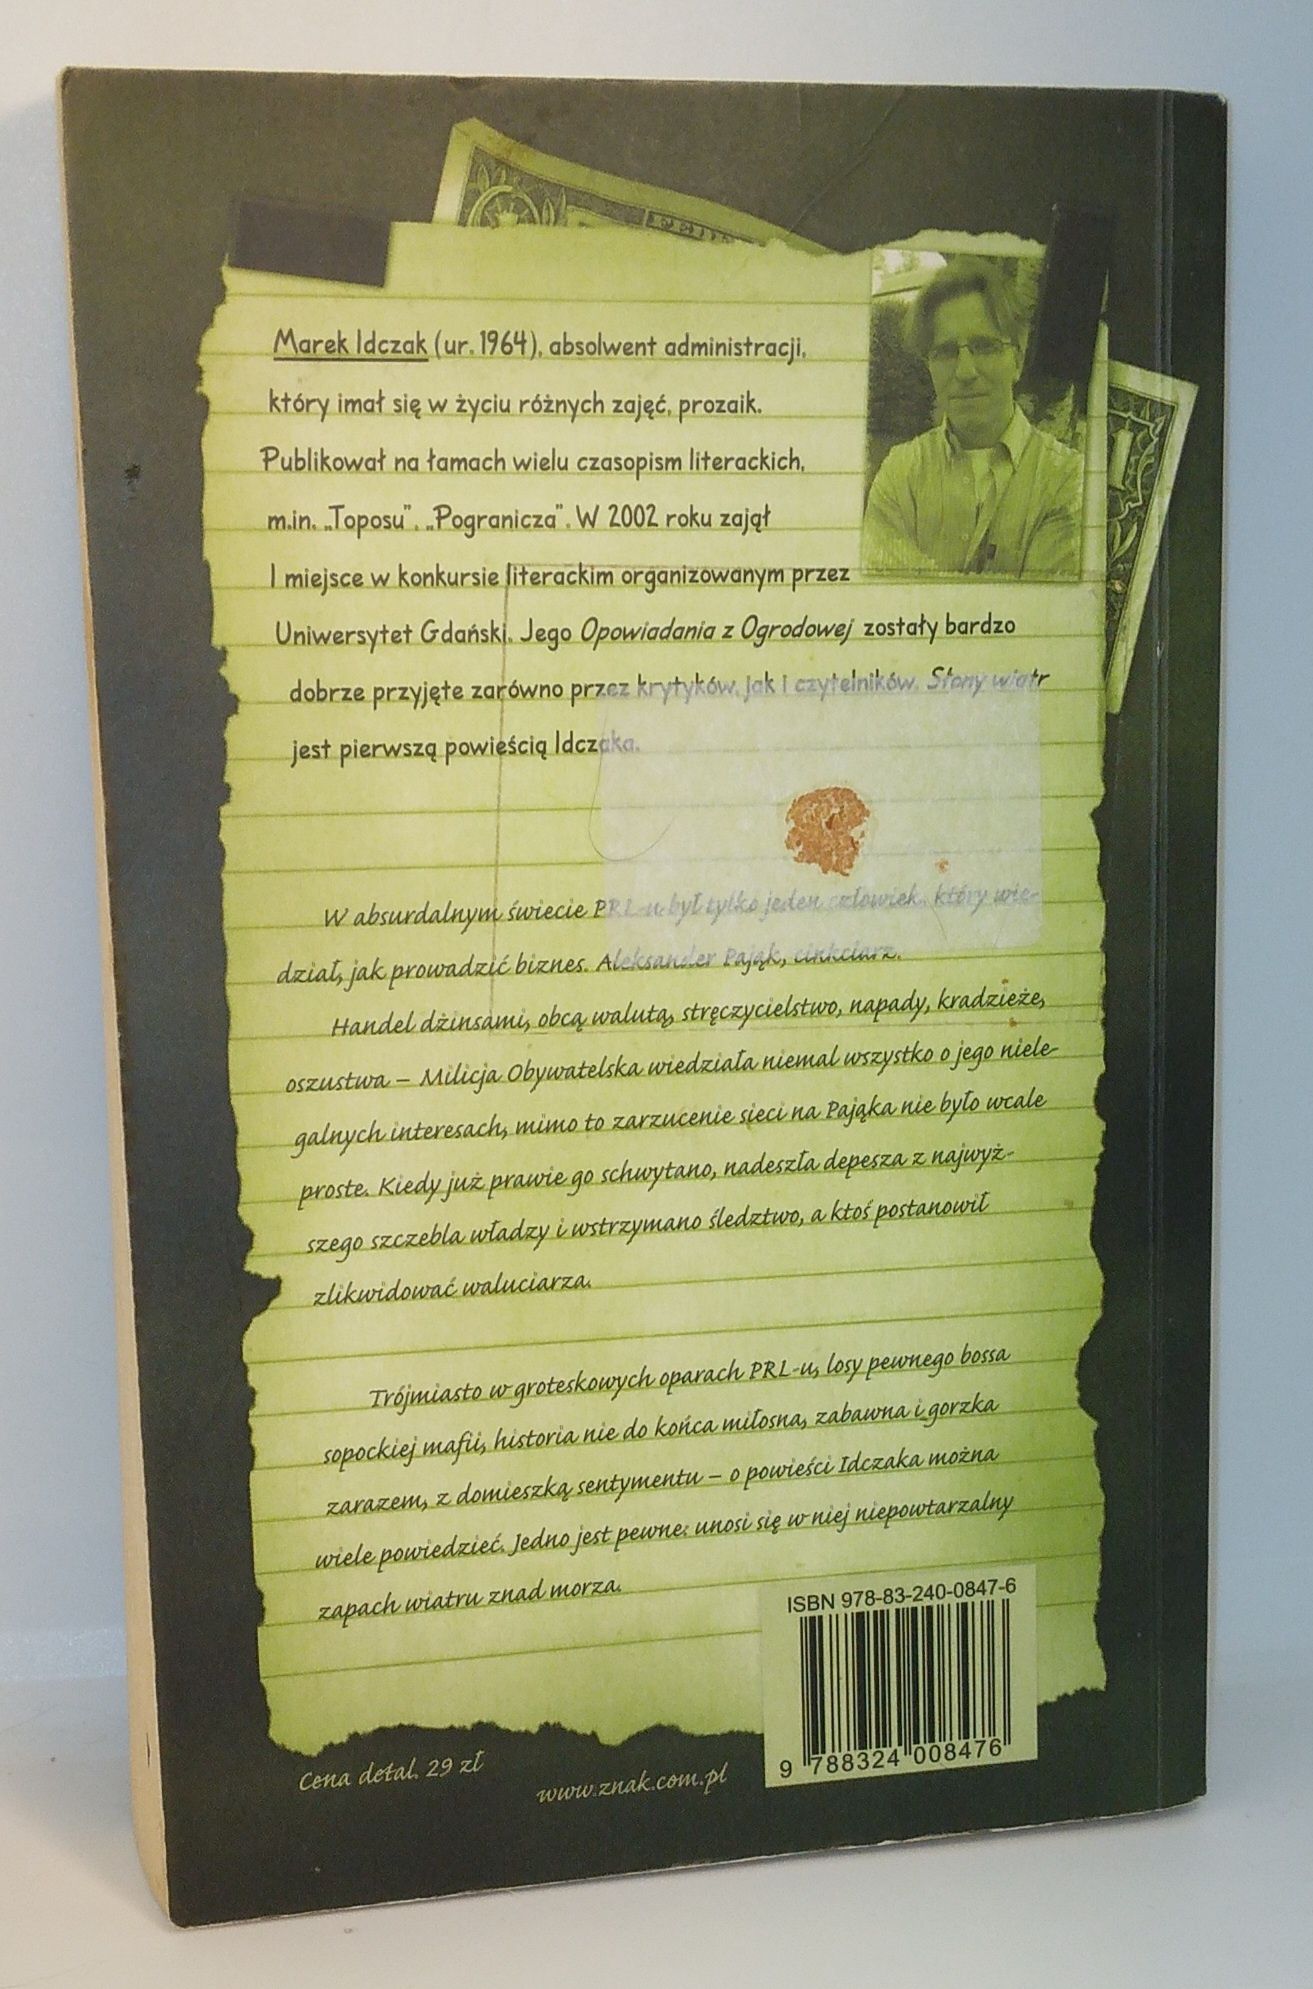 Marek Idczak (ur. 1964), absolwent administracji,
który imał się w życiu różnych zajęć, prozaik.
Publikował na łamach wielu czasopism literackich,
m.in. „Toposu”, „Pogranicza”. W 2002 roku zajął
I miejsce w konkursie literackim organizowanym przez
Uniwersytet Gdański. Jego Opowiadania z Ogrodowej zostały bardzo
dobrze przyjęte zarówno przez krytyków, jak i czytelników. Słony wiatr
jest pierwszą powieścią Idczaka.
W absurdalnym świecie PRL-u był tylko jeden człowiek, który wie-
dział, jak prowadzić biznes. Aleksander Pająk, cinkciarz.
Handel dżinsami, obcą walutą, stręczycielstwo, napady, kradzieże,
oszustwa – Milicja Obywatelska wiedziała niemal wszystko o jego niele-
galnych interesach, mimo to zarzucenie sieci na Pająka nie było wcale
proste. Kiedy już prawie go schwytano, nadeszła depesza z najwyż-
szego szczebla władzy i wstrzymano śledztwo, a ktoś postanowił
zlikwidować waluciarza.
Trójmiasto w groteskowych oparach PRL-u, losy pewnego bossa
sopockiej mafii, historia nie do końca miłosna, zabawna i gorzka
zarazem, z domieszką sentymentu – o powieści Idczaka można
wiele powiedzieć. Jedno jest pewne: unosi się w niej niepowtarzalny
zapach wiatru znad morza.
ISBN 978-83-240-0847-6
9 788324 008476
Cena detal. 29 zł
www.znak.com.pl